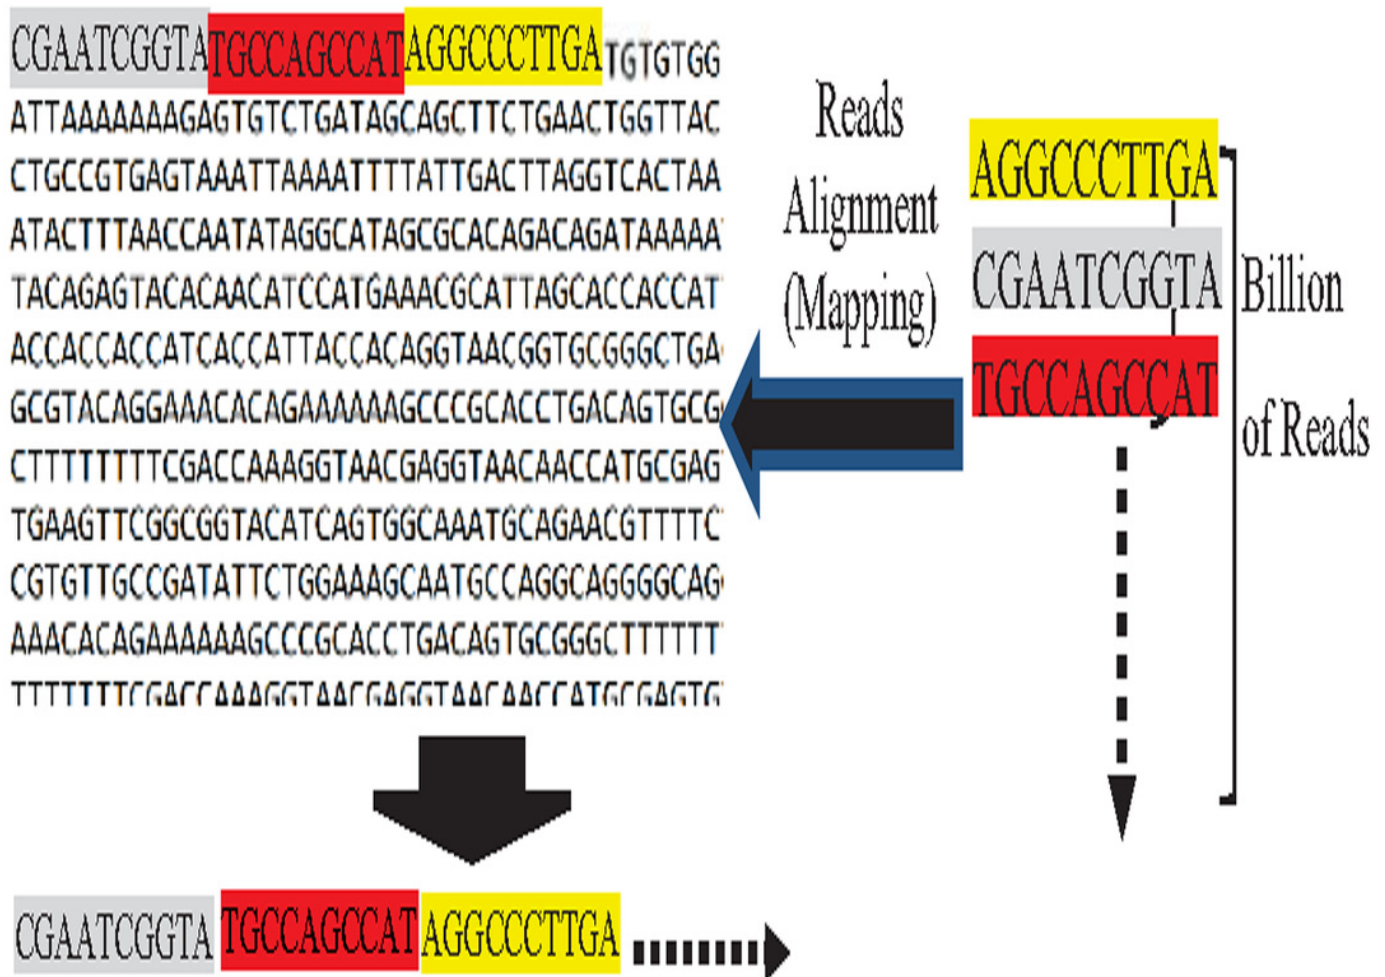 CGAATCGGTATGCCAGCCATAGGCCCTTGATGTGTGG
ATTAAAAAAAGAGTGTCTGATAGCAGCTTCTGAACTGGTTAC
CTGCCGTGAGTAAATTAAAATTTTATTGACTTAGGTCACTAA
ATACTTTAACCAATATAGGCATAGCGCACAGACAGATAAAAA
TACAGAGTACACAACATCCATGAAACGCATTAGCACCACCAT
ACCACCACCATCACCATTACCACAGGTAACGGTGCGGGCTGA
GCGTACAGGAAACACAGAAAAAAGCCCGCACCTGACAGTGCG
CTTTTTTTTCGACCAAAGGTAACGAGGTAACAACCATGCGAG
TGAAGTTCGGCGGTACATCAGTGGCAAATGCAGAACGTTTTC
CGTGTTGCCGATATTCTGGAAAGCAATGCCAGGCAGGGGCAG
AAACACAGAAAAAAGCCCGCACCTGACAGTGCGGGCTTTTTT
TTTTTTTCGACCAAAGGTAACGAGGTAACAACCATGCGAGTG
Reads
Alignment
(Mapping)
AGGCCCTTGA
CGAATCGGTA
TGCCAGCCAT
Billion
of Reads
CGAATCGGTA TGCCAGCCAT AGGCCCTTGA